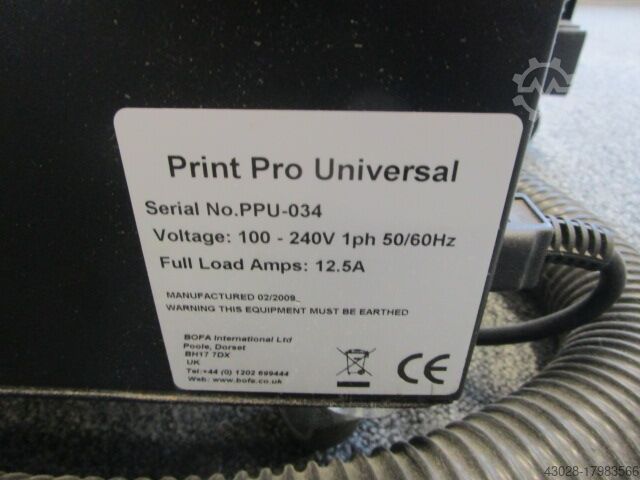 Print Pro Universal
Serial No.PPU-034
Voltage: 100 - 240V 1ph 50/60Hz
Full Load Amps: 12.5A
MANUFACTURED 02/2009
WARNING THIS EQUIPMENT MUST BE EARTHED
BOFA International Ltd
Poole, Dorset
BH17 7DX
UK
Tel:+44 (0) 1202 699444
Web: www.bofa.co.uk
CE
43028-17983566